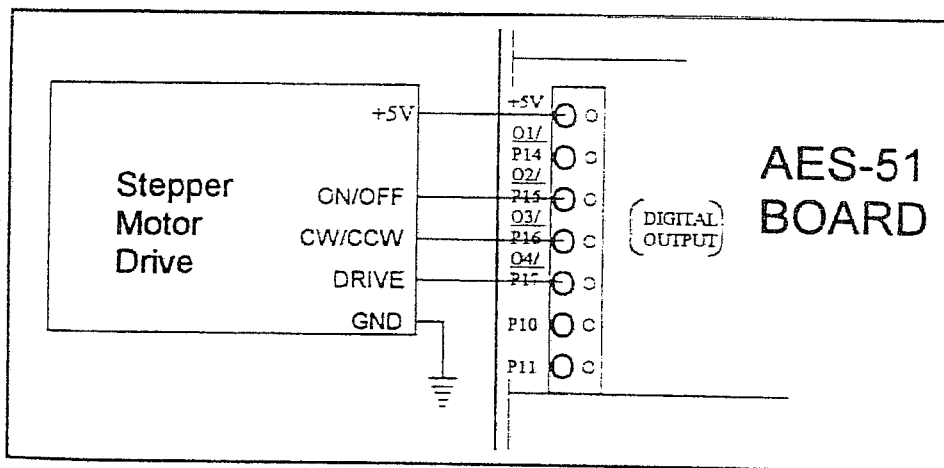 Stepper
Motor
Drive
+5V
ON/OFF
CW/CCW
DRIVE
GND
+5V
O1/
P14
O2/
P15
O3/
P16
O4/
P17
P10
P11
DIGITAL
OUTPUT
AES-51
BOARD